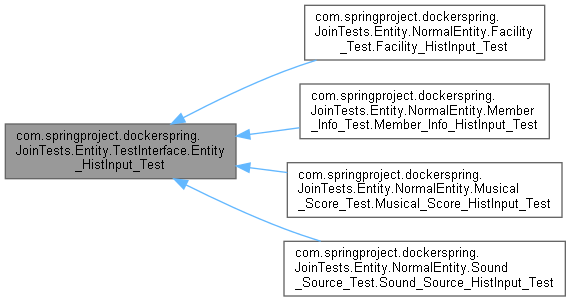 com.springproject.dockerspring.
JoinTests.Entity.TestInterface.Entity
_HistInput_Test
com.springproject.dockerspring.
JoinTests.Entity.NormalEntity.Facility
_Test.Facility_HistInput_Test
com.springproject.dockerspring.
JoinTests.Entity.NormalEntity.Member
_Info_Test.Member_Info_HistInput_Test
com.springproject.dockerspring.
JoinTests.Entity.NormalEntity.Musical
_Score_Test.Musical_Score_HistInput_Test
com.springproject.dockerspring.
JoinTests.Entity.NormalEntity.Sound
_Source_Test.Sound_Source_HistInput_Test